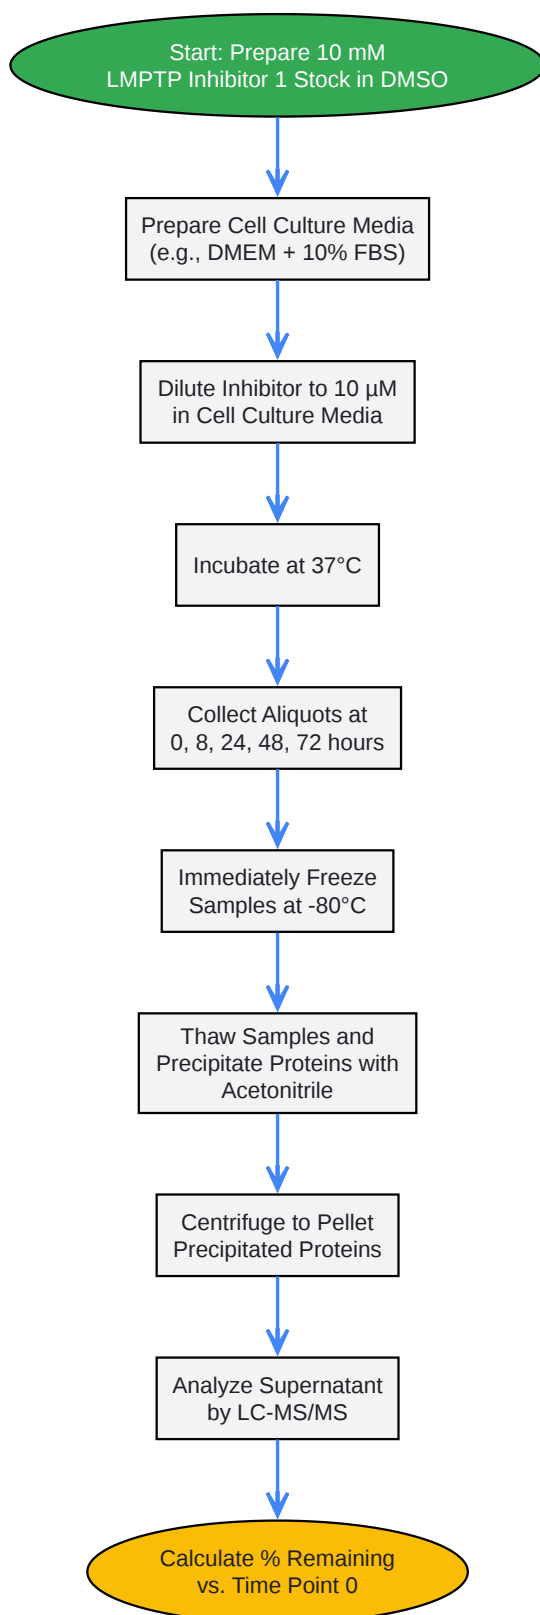 Start: Prepare 10 mM
LMPTP Inhibitor 1 Stock in DMSO
Prepare Cell Culture Media
(e.g., DMEM + 10% FBS)
Dilute Inhibitor to 10 µM
in Cell Culture Media
Incubate at 37°C
Collect Aliquots at
0, 8, 24, 48, 72 hours
Immediately Freeze
Samples at -80°C
Thaw Samples and
Precipitate Proteins with
Acetonitrile
Centrifuge to Pellet
Precipitated Proteins
Analyze Supernatant
by LC-MS/MS
Calculate % Remaining
vs. Time Point 0